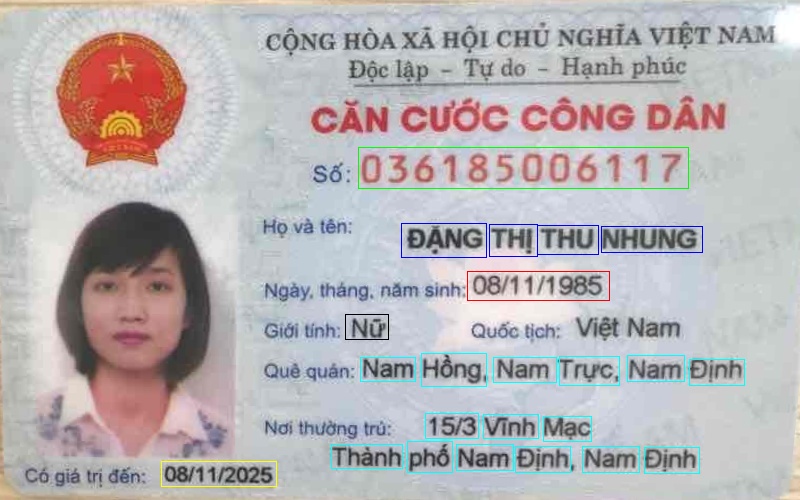 CỘNG HÒA XÃ HỘI CHỦ NGHĨA VIỆT NAM
Độc lập - Tự do - Hạnh phúc
CĂN CƯỚC CÔNG DÂN
Số: 036185006117
Họ và tên: ĐẶNG THỊ THU NHUNG
Ngày, tháng, năm sinh: 08/11/1985
Giới tính: Nữ Quốc tịch: Việt Nam
Quê quán: Nam Hồng, Nam Trực, Nam Định
Nơi thường trú: 15/3 Vĩnh Mạc
Thành phố Nam Định, Nam Định
Có giá trị đến: 08/11/2025